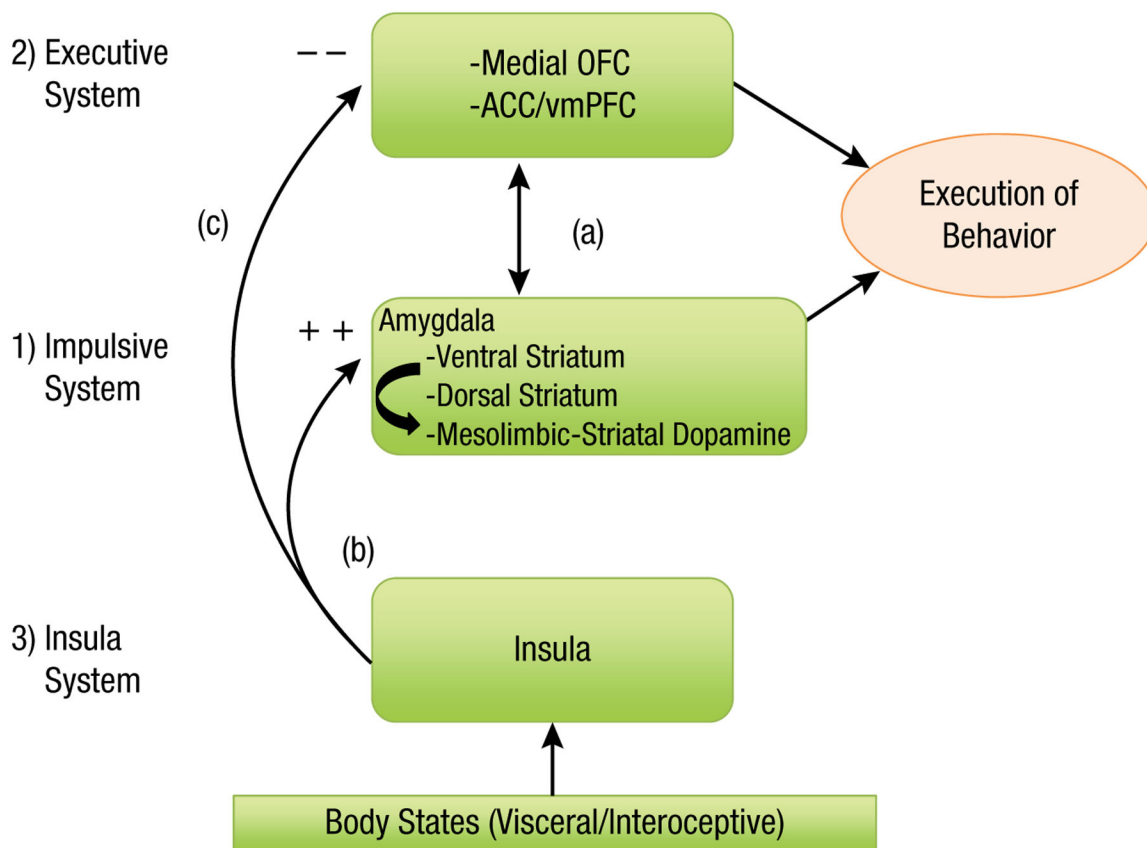 2) Executive
System
– –
-Medial OFC
-ACC/vmPFC
(c)
(a)
Execution of
Behavior
1) Impulsive
System
+ +
Amygdala
-Ventral Striatum
-Dorsal Striatum
-Mesolimbic-Striatal Dopamine
(b)
3) Insula
System
Insula
Body States (Visceral/Interoceptive)